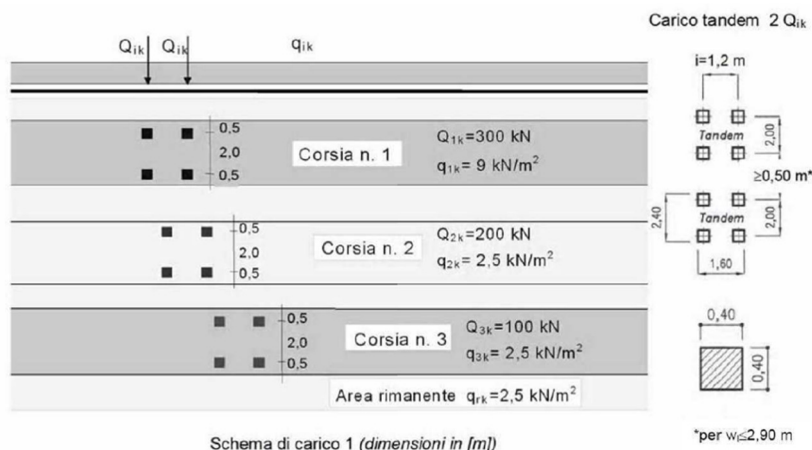 Carico tandem 2 Qik
Qik Qik qik
i=1,2 m
0,5
2,0
0,5
Corsia n. 1
Q1k=300 kN
q1k= 9 kN/m²
Tandem
2,00
≥0,50 m*
0,5
2,0
0,5
Corsia n. 2
Q2k=200 kN
q2k= 2,5 kN/m²
2,40
Tandem
2,00
1,60
0,5
2,0
0,5
Corsia n. 3
Q3k=100 kN
q3k= 2,5 kN/m²
0,40
0,40
Area rimanente qrk=2,5 kN/m²
*per wl≤2,90 m
Schema di carico 1 (dimensioni in [m])